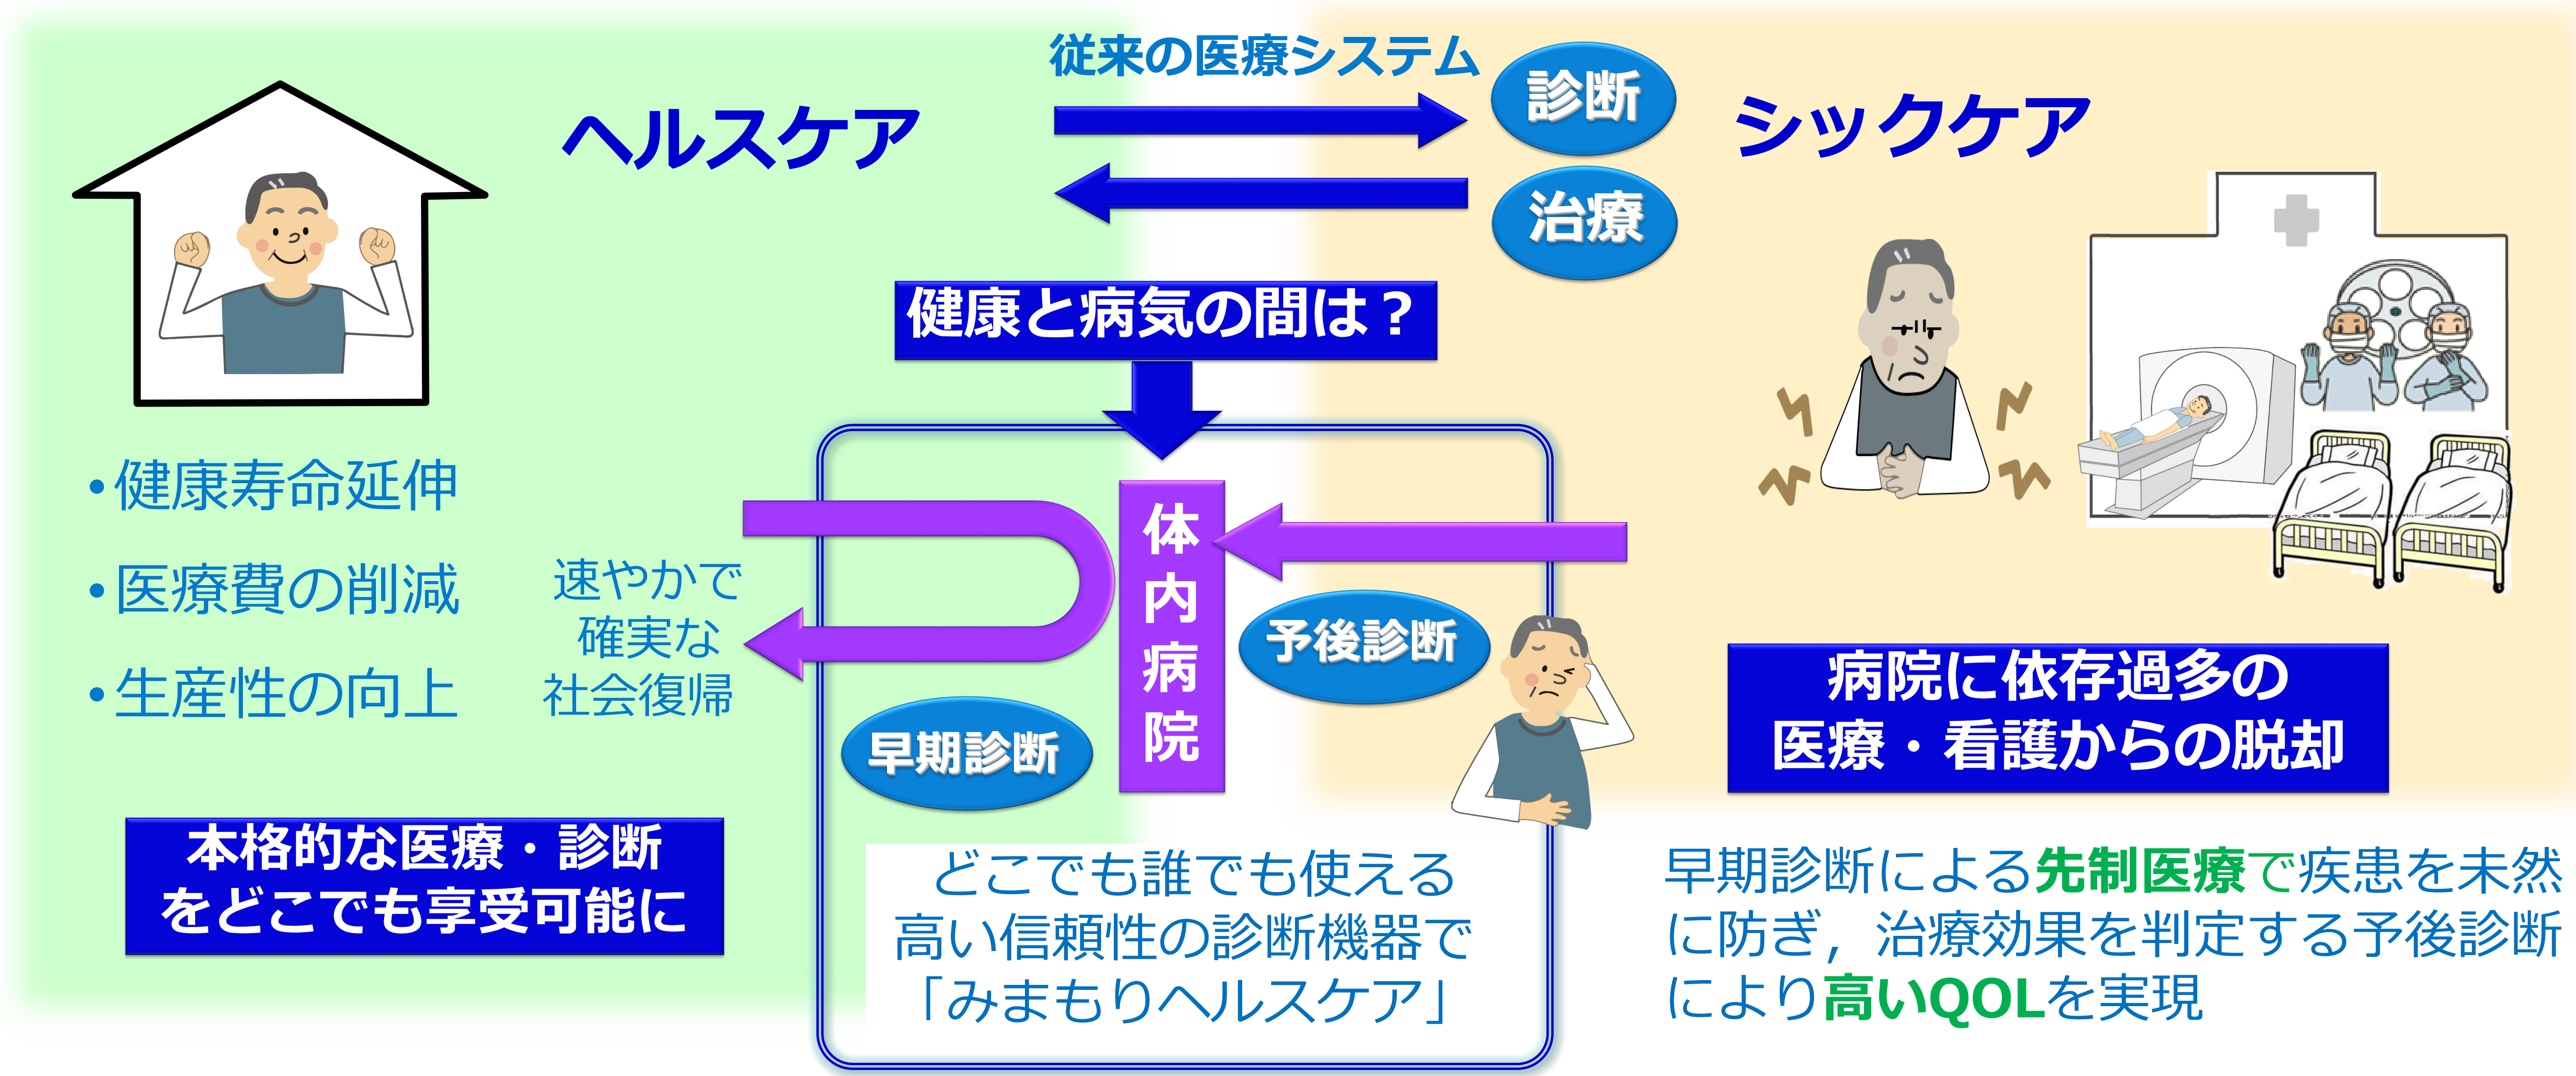 従来の医療システム
ヘルスケア
診断
治療
シックケア
健康と病気の間は？
•健康寿命延伸
•医療費の削減
•生産性の向上
速やかで
確実な
社会復帰
体内病院
予後診断
早期診断
病院に依存過多の
医療・看護からの脱却
本格的な医療・診断
をどこでも享受可能に
どこでも誰でも使える
高い信頼性の診断機器で
「みまもりヘルスケア」
早期診断による先制医療で疾患を未然
に防ぎ，治療効果を判定する予後診断
により高いQOLを実現